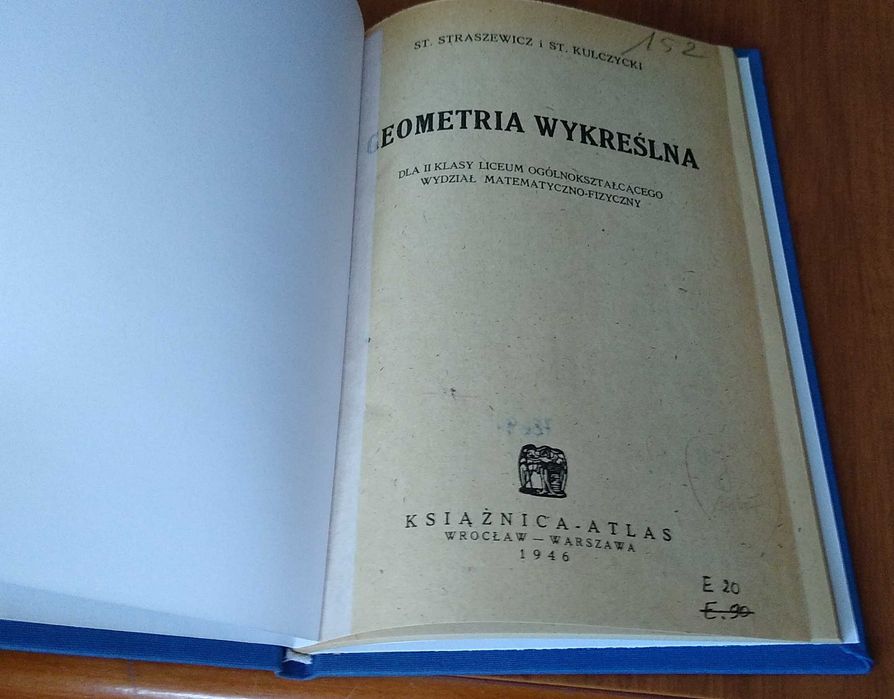 152
ST. STRASZEWICZ i ST. KULCZYCKI
GEOMETRIA WYKREŚLNA
DLA II KLASY LICEUM OGÓLNOKSZTAŁCĄCEGO
WYDZIAŁ MATEMATYCZNO-FIZYCZNY
KSIĄŻNICA-ATLAS
WROCŁAW — WARSZAWA
1946
E 20
E.90